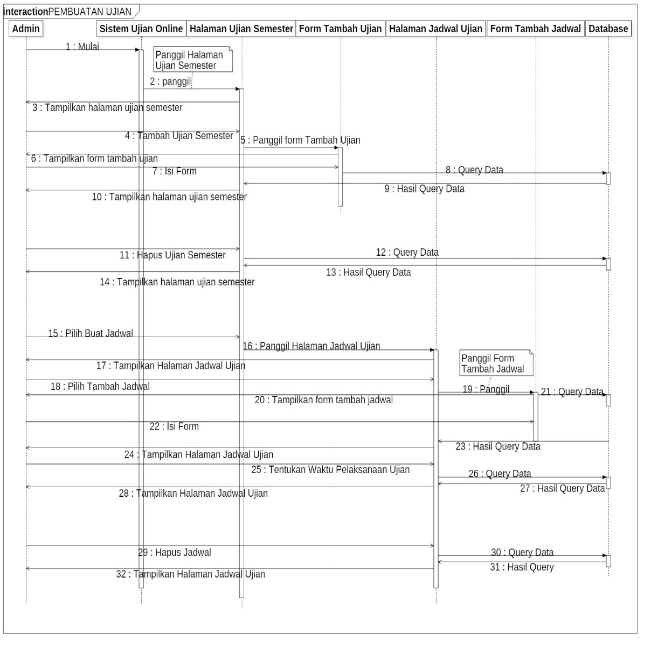 interactionPEMBUATAN UJIAN
Admin
Sistem Ujian Online
Halaman Ujian Semester
Form Tambah Ujian
Halaman Jadwal Ujian
Form Tambah Jadwal
Database
1 : Mulai
Panggil Halaman
Ujian Semester
2 : panggil
3 : Tampilkan halaman ujian semester
4 : Tambah Ujian Semester
5 : Panggil form Tambah Ujian
6 : Tampilkan form tambah ujian
7 : Isi Form
8 : Query Data
9 : Hasil Query Data
10 : Tampilkan halaman ujian semester
11 : Hapus Ujian Semester
12 : Query Data
13 : Hasil Query Data
14 : Tampilkan halaman ujian semester
15 : Pilih Buat Jadwal
16 : Panggil Halaman Jadwal Ujian
Panggil Form
Tambah Jadwal
17 : Tampilkan Halaman Jadwal Ujian
18 : Pilih Tambah Jadwal
19 : Panggil
20 : Tampilkan form tambah jadwal
21 : Query Data
22 : Isi Form
23 : Hasil Query Data
24 : Tampilkan Halaman Jadwal Ujian
25 : Tentukan Waktu Pelaksanaan Ujian
26 : Query Data
27 : Hasil Query Data
28 : Tampilkan Halaman Jadwal Ujian
29 : Hapus Jadwal
30 : Query Data
31 : Hasil Query
32 : Tampilkan Halaman Jadwal Ujian